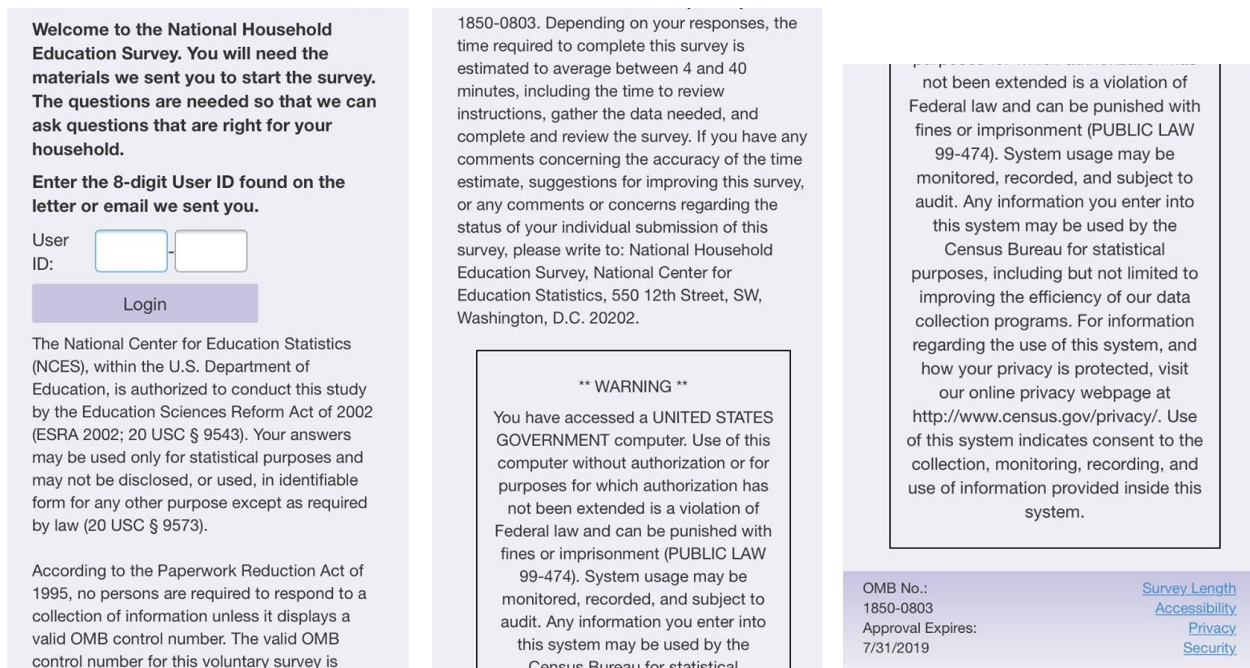 Welcome to the National Household
Education Survey. You will need the
materials we sent you to start the survey.
The questions are needed so that we can
ask questions that are right for your
household.
Enter the 8-digit User ID found on the
letter or email we sent you.
User
ID:
-
Login
The National Center for Education Statistics
(NCES), within the U.S. Department of
Education, is authorized to conduct this study
by the Education Sciences Reform Act of 2002
(ESRA 2002; 20 USC § 9543). Your answers
may be used only for statistical purposes and
may not be disclosed, or used, in identifiable
form for any other purpose except as required
by law (20 USC § 9573).
According to the Paperwork Reduction Act of
1995, no persons are required to respond to a
collection of information unless it displays a
valid OMB control number. The valid OMB
control number for this voluntary survey is
1850-0803. Depending on your responses, the
time required to complete this survey is
estimated to average between 4 and 40
minutes, including the time to review
instructions, gather the data needed, and
complete and review the survey. If you have any
comments concerning the accuracy of the time
estimate, suggestions for improving this survey,
or any comments or concerns regarding the
status of your individual submission of this
survey, please write to: National Household
Education Survey, National Center for
Education Statistics, 550 12th Street, SW,
Washington, D.C. 20202.
** WARNING **
You have accessed a UNITED STATES
GOVERNMENT computer. Use of this
computer without authorization or for
purposes for which authorization has
not been extended is a violation of
Federal law and can be punished with
fines or imprisonment (PUBLIC LAW
99-474). System usage may be
monitored, recorded, and subject to
audit. Any information you enter into
this system may be used by the
Census Bureau for statistical
purposes for which authorization has
not been extended is a violation of
Federal law and can be punished with
fines or imprisonment (PUBLIC LAW
99-474). System usage may be
monitored, recorded, and subject to
audit. Any information you enter into
this system may be used by the
Census Bureau for statistical
purposes, including but not limited to
improving the efficiency of our data
collection programs. For information
regarding the use of this system, and
how your privacy is protected, visit
our online privacy webpage at
http://www.census.gov/privacy/. Use
of this system indicates consent to the
collection, monitoring, recording, and
use of information provided inside this
system.
OMB No.:
1850-0803
Approval Expires:
7/31/2019
Survey Length
Accessibility
Privacy
Security